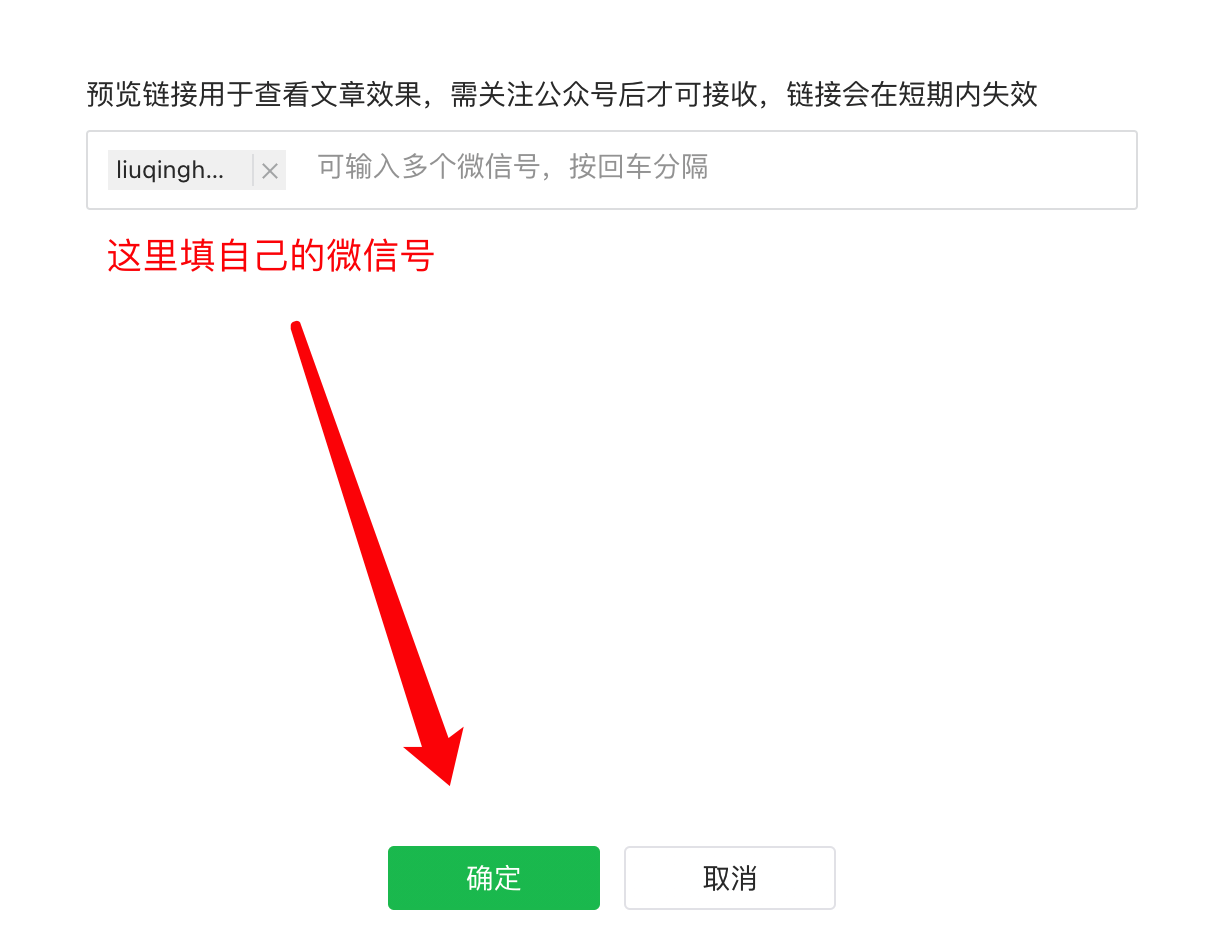 预览链接用于查看文章效果，需关注公众号后才可接收，链接会在短期内失效
liuqingh... 可输入多个微信号，按回车分隔
这里填自己的微信号
确定 取消